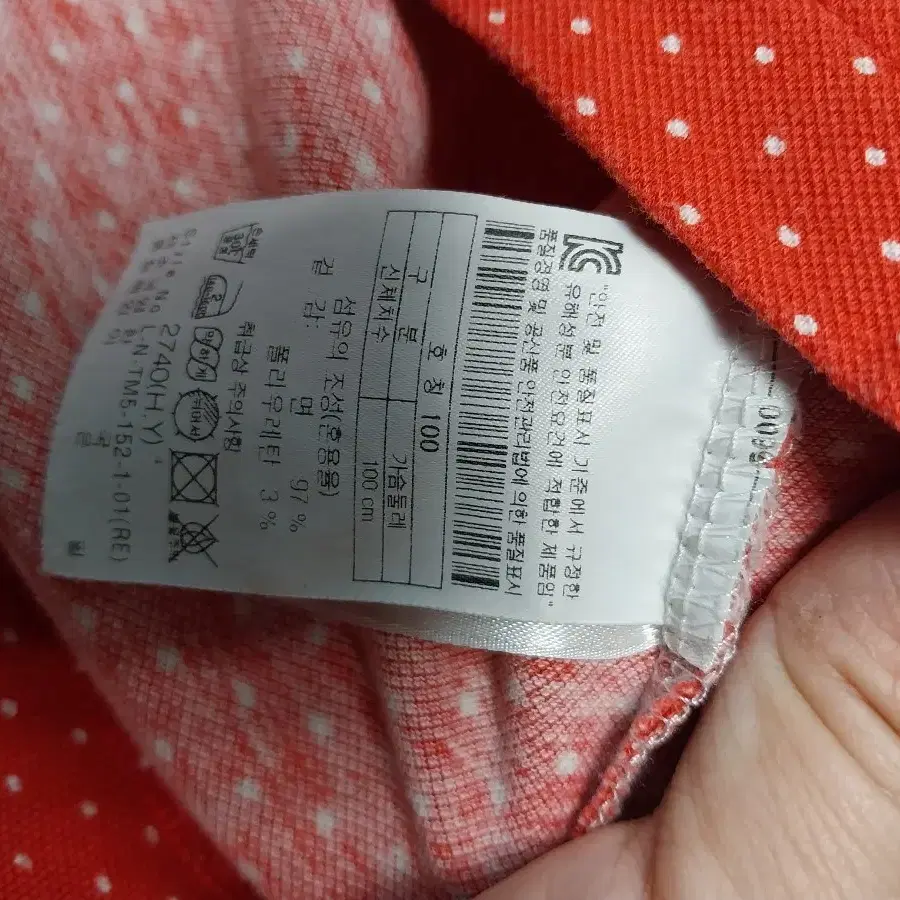 "안전 및 품질표시 기준에서 규정한
유해성분 안전요건에 적합한 제품임"
품질경영 및 공산품안전관리법에 의한 품질표시
호칭 100
구분 가슴둘레
신체치수 100 cm
섬유의 조성(혼용율)
겉감: 면 97 %
폴리우레탄 3 %
취급상 주의사항
약하게
2740(H.Y)
L-N-TM5-152-1-01(RE)